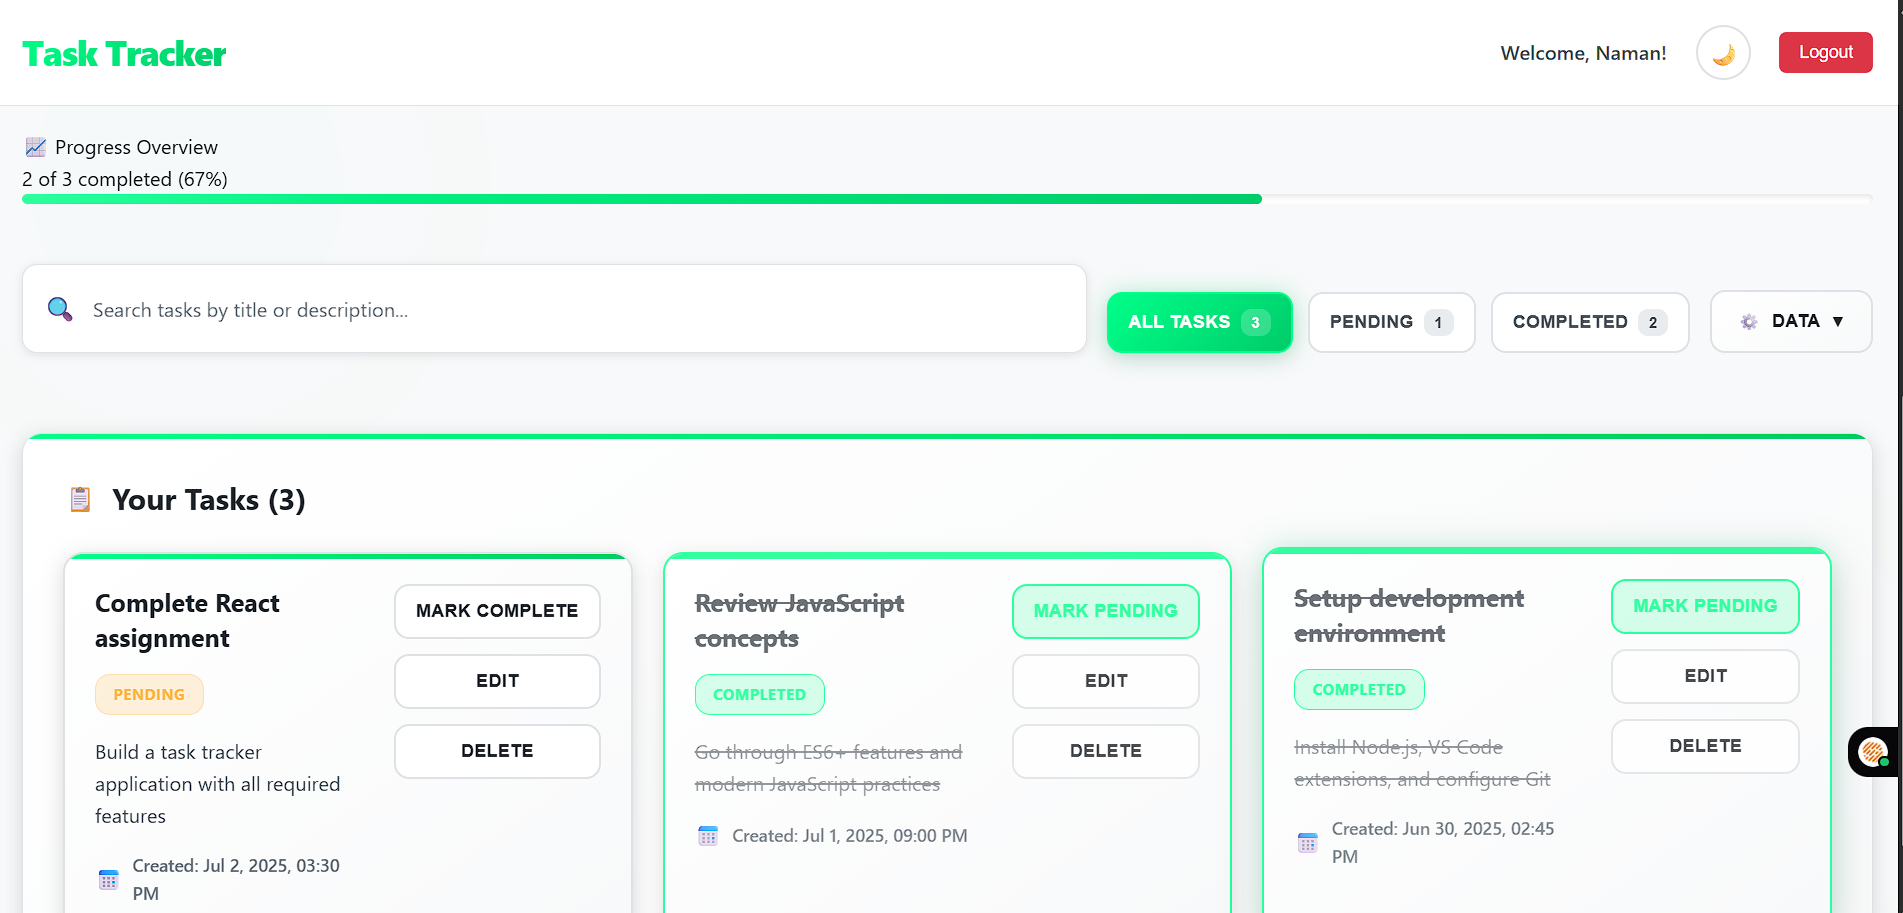 Task Tracker
Welcome, Naman!
Logout
Progress Overview
2 of 3 completed (67%)
Search tasks by title or description...
ALL TASKS 3
PENDING 1
COMPLETED 2
DATA ▼
Your Tasks (3)
Complete React
assignment
PENDING
Build a task tracker
application with all required
features
Created: Jul 2, 2025, 03:30
PM
MARK COMPLETE
EDIT
DELETE
Review JavaScript
concepts
COMPLETED
Go through ES6+ features and
modern JavaScript practices
Created: Jul 1, 2025, 09:00 PM
MARK PENDING
EDIT
DELETE
Setup development
environment
COMPLETED
Install Node.js, VS Code
extensions, and configure Git
Created: Jun 30, 2025, 02:45
PM
MARK PENDING
EDIT
DELETE